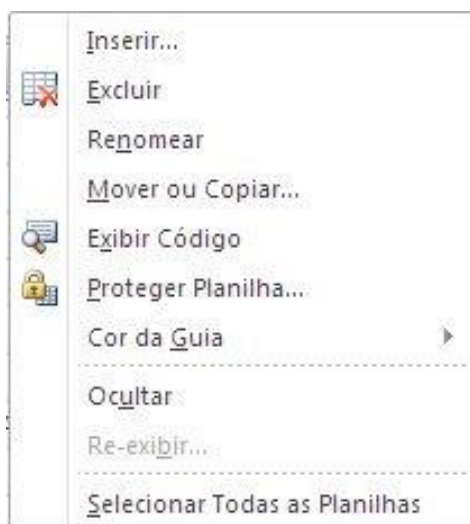 Inserir...
Excluir
Renomear
Mover ou Copiar...
Exibir Código
Proteger Planilha...
Cor da Guia
Ocultar
Re-exibir...
Selecionar Todas as Planilhas